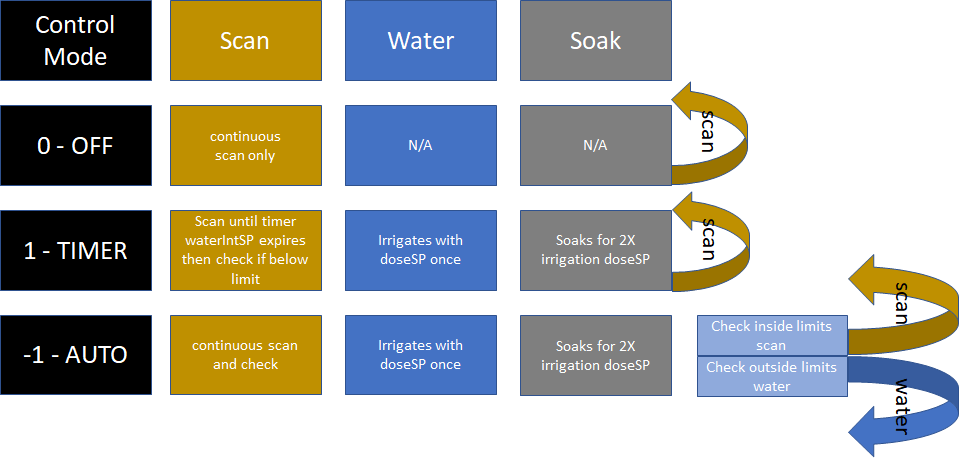 Control
Mode
Scan
Water
Soak
0 - OFF
continuous
scan only
N/A
N/A
scan
1 - TIMER
Scan until timer
waterIntSP expires
then check if below
limit
Irrigates with
doseSP once
Soaks for 2X
irrigation doseSP
scan
-1 - AUTO
continuous scan
and check
Irrigates with
doseSP once
Soaks for 2X
irrigation doseSP
Check inside limits
scan
scan
Check outside limits
water
water